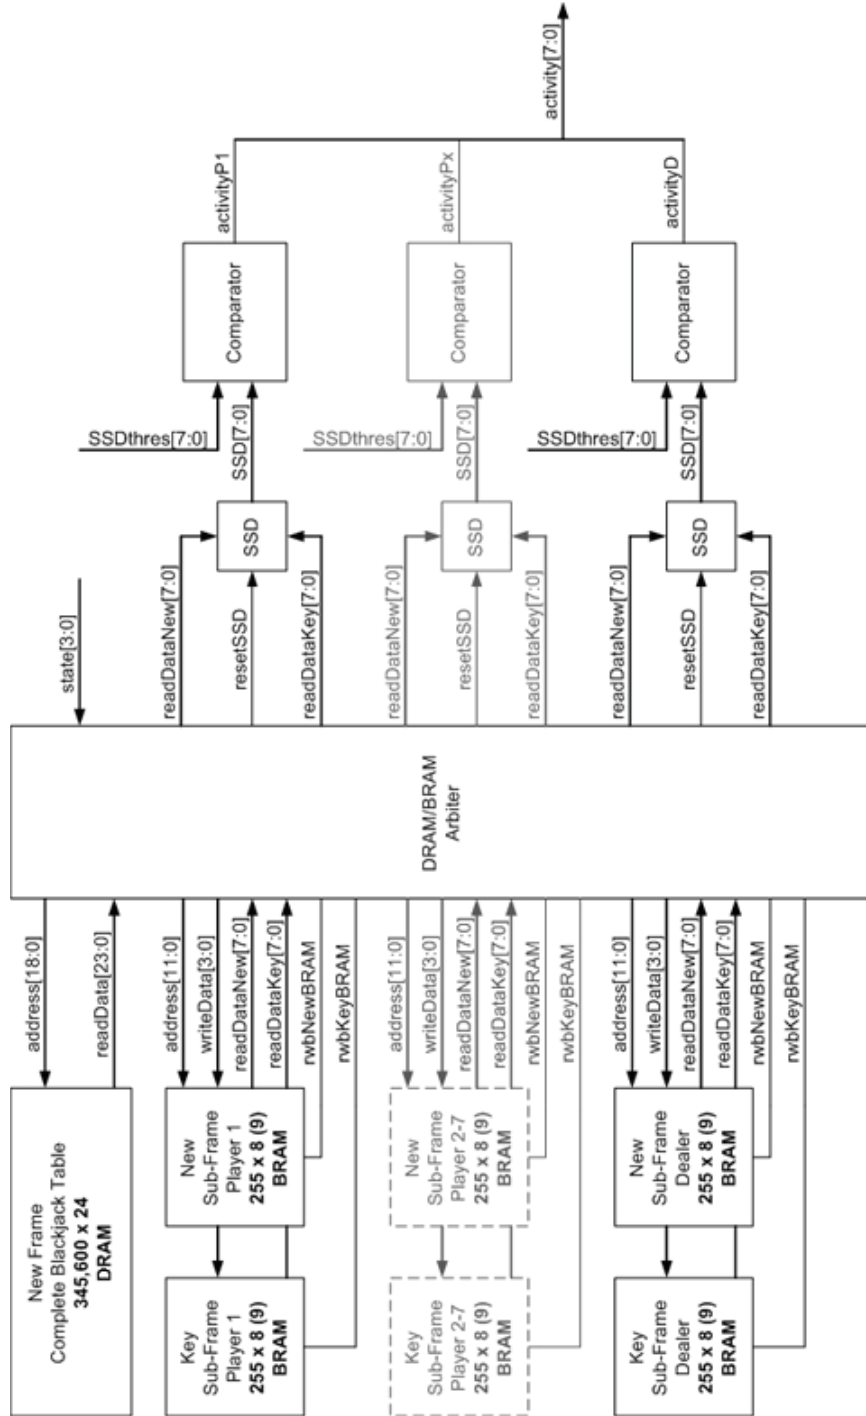 New Frame
Complete Blackjack Table
345,600 x 24
DRAM
address[18:0]
readData[23:0]
state[3:0]
Key
Sub-Frame
Player 1
255 x 8 (9)
BRAM
New
Sub-Frame
Player 1
255 x 8 (9)
BRAM
address[11:0]
writeData[3:0]
readDataNew[7:0]
readDataKey[7:0]
rwbNewBRAM
rwbKeyBRAM
DRAM/BRAM
Arbiter
readDataNew[7:0]
resetSSD
readDataKey[7:0]
SSD
SSDthres[7:0]
SSD[7:0]
Comparator
activityP1
Key
Sub-Frame
Player 2-7
255 x 8 (9)
BRAM
New
Sub-Frame
Player 2-7
255 x 8 (9)
BRAM
address[11:0]
writeData[3:0]
readDataNew[7:0]
readDataKey[7:0]
rwbNewBRAM
rwbKeyBRAM
readDataNew[7:0]
resetSSD
readDataKey[7:0]
SSD
SSDthres[7:0]
SSD[7:0]
Comparator
activityPx
activity[7:0]
Key
Sub-Frame
Dealer
255 x 8 (9)
BRAM
New
Sub-Frame
Dealer
255 x 8 (9)
BRAM
address[11:0]
writeData[3:0]
readDataNew[7:0]
readDataKey[7:0]
rwbNewBRAM
rwbKeyBRAM
readDataNew[7:0]
resetSSD
readDataKey[7:0]
SSD
SSDthres[7:0]
SSD[7:0]
Comparator
activityD